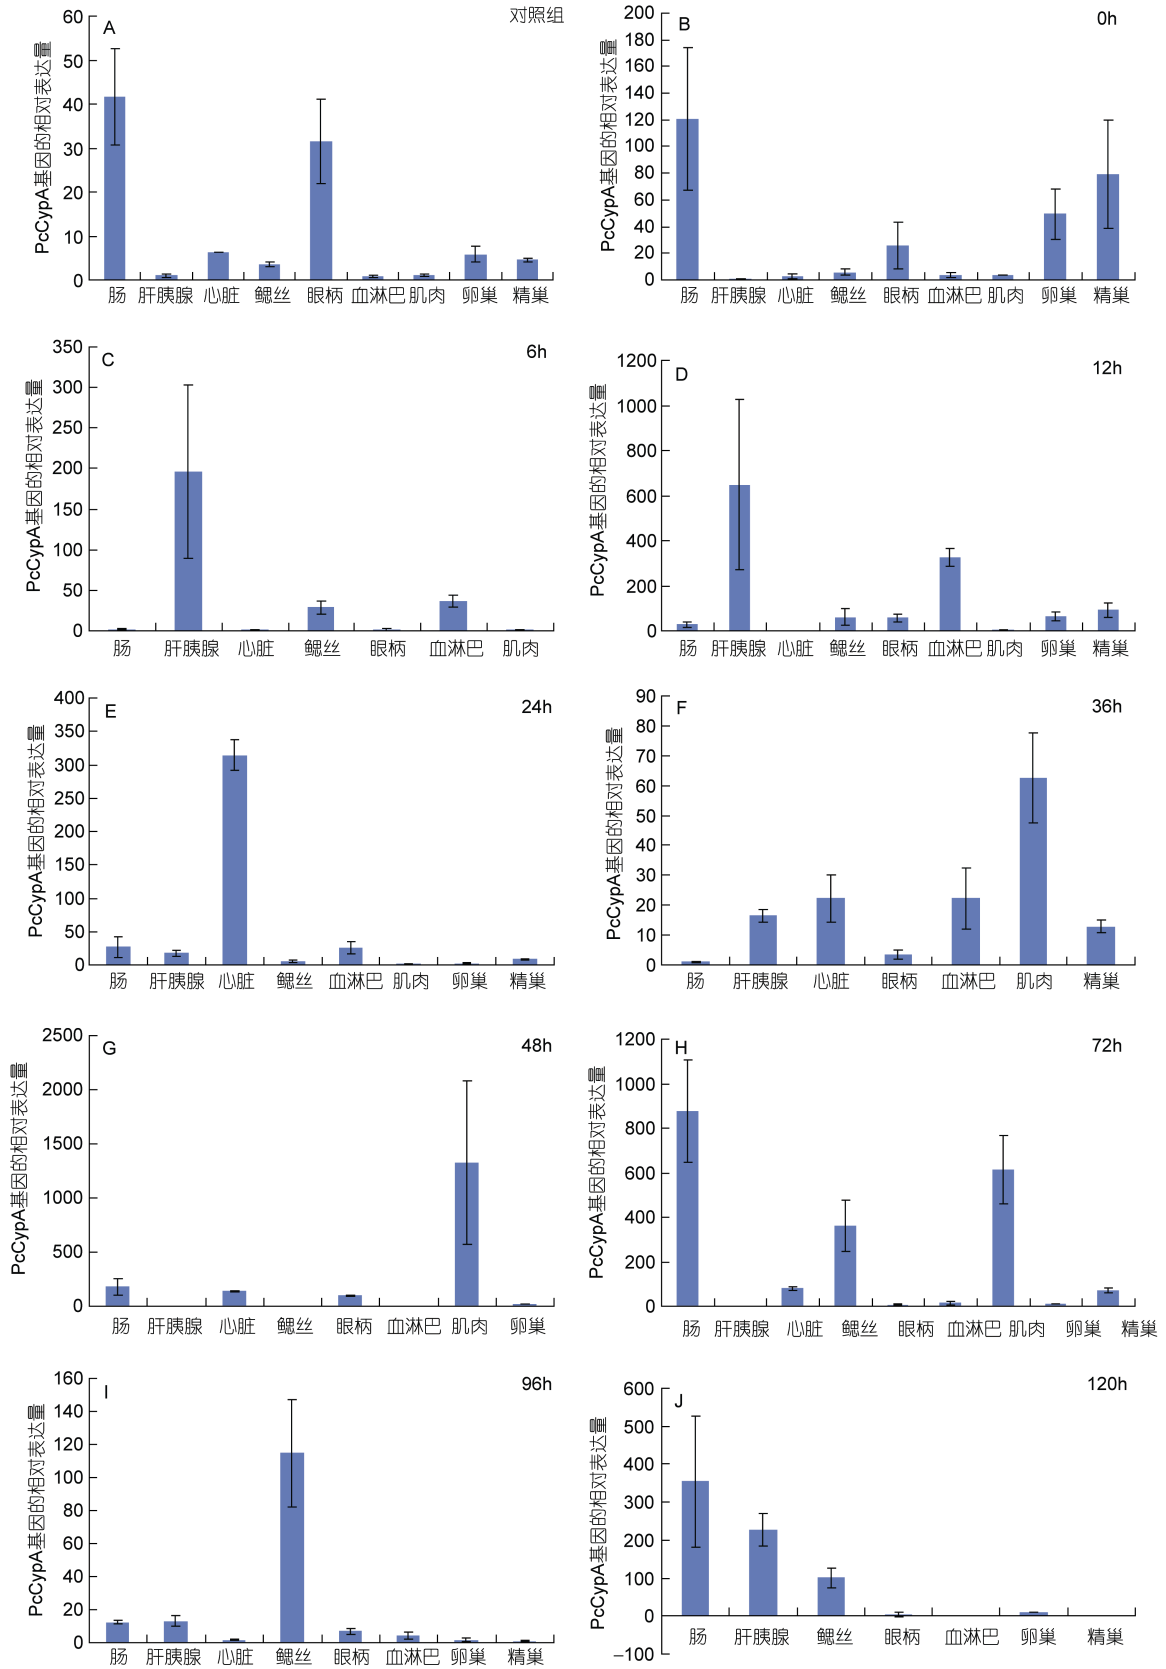 A
对照组
PcCypA基因的相对表达量
60
50
40
30
20
10
0
肠 肝胰腺 心脏 鳃丝 眼柄 血淋巴 肌肉 卵巢 精巢
B
0h
PcCypA基因的相对表达量
200
180
160
140
120
100
80
60
40
20
0
肠 肝胰腺 心脏 鳃丝 眼柄 血淋巴 肌肉 卵巢 精巢
C
6h
PcCypA基因的相对表达量
350
300
250
200
150
100
50
0
肠 肝胰腺 心脏 鳃丝 眼柄 血淋巴 肌肉
D
12h
PcCypA基因的相对表达量
1200
1000
800
600
400
200
0
肠 肝胰腺 心脏 鳃丝 眼柄 血淋巴 肌肉 卵巢 精巢
E
24h
PcCypA基因的相对表达量
400
350
300
250
200
150
100
50
0
肠 肝胰腺 心脏 鳃丝 血淋巴 肌肉 卵巢 精巢
F
36h
PcCypA基因的相对表达量
90
80
70
60
50
40
30
20
10
0
肠 肝胰腺 心脏 眼柄 血淋巴 肌肉 精巢
G
48h
PcCypA基因的相对表达量
2500
2000
1500
1000
500
0
肠 肝胰腺 心脏 鳃丝 眼柄 血淋巴 肌肉 卵巢
H
72h
PcCypA基因的相对表达量
1200
1000
800
600
400
200
0
肠 肝胰腺 心脏 鳃丝 眼柄 血淋巴 肌肉 卵巢 精巢
I
96h
PcCypA基因的相对表达量
160
140
120
100
80
60
40
20
0
肠 肝胰腺 心脏 鳃丝 眼柄 血淋巴 卵巢 精巢
J
120h
PcCypA基因的相对表达量
600
500
400
300
200
100
0
−100
肠 肝胰腺 鳃丝 眼柄 血淋巴 卵巢 精巢